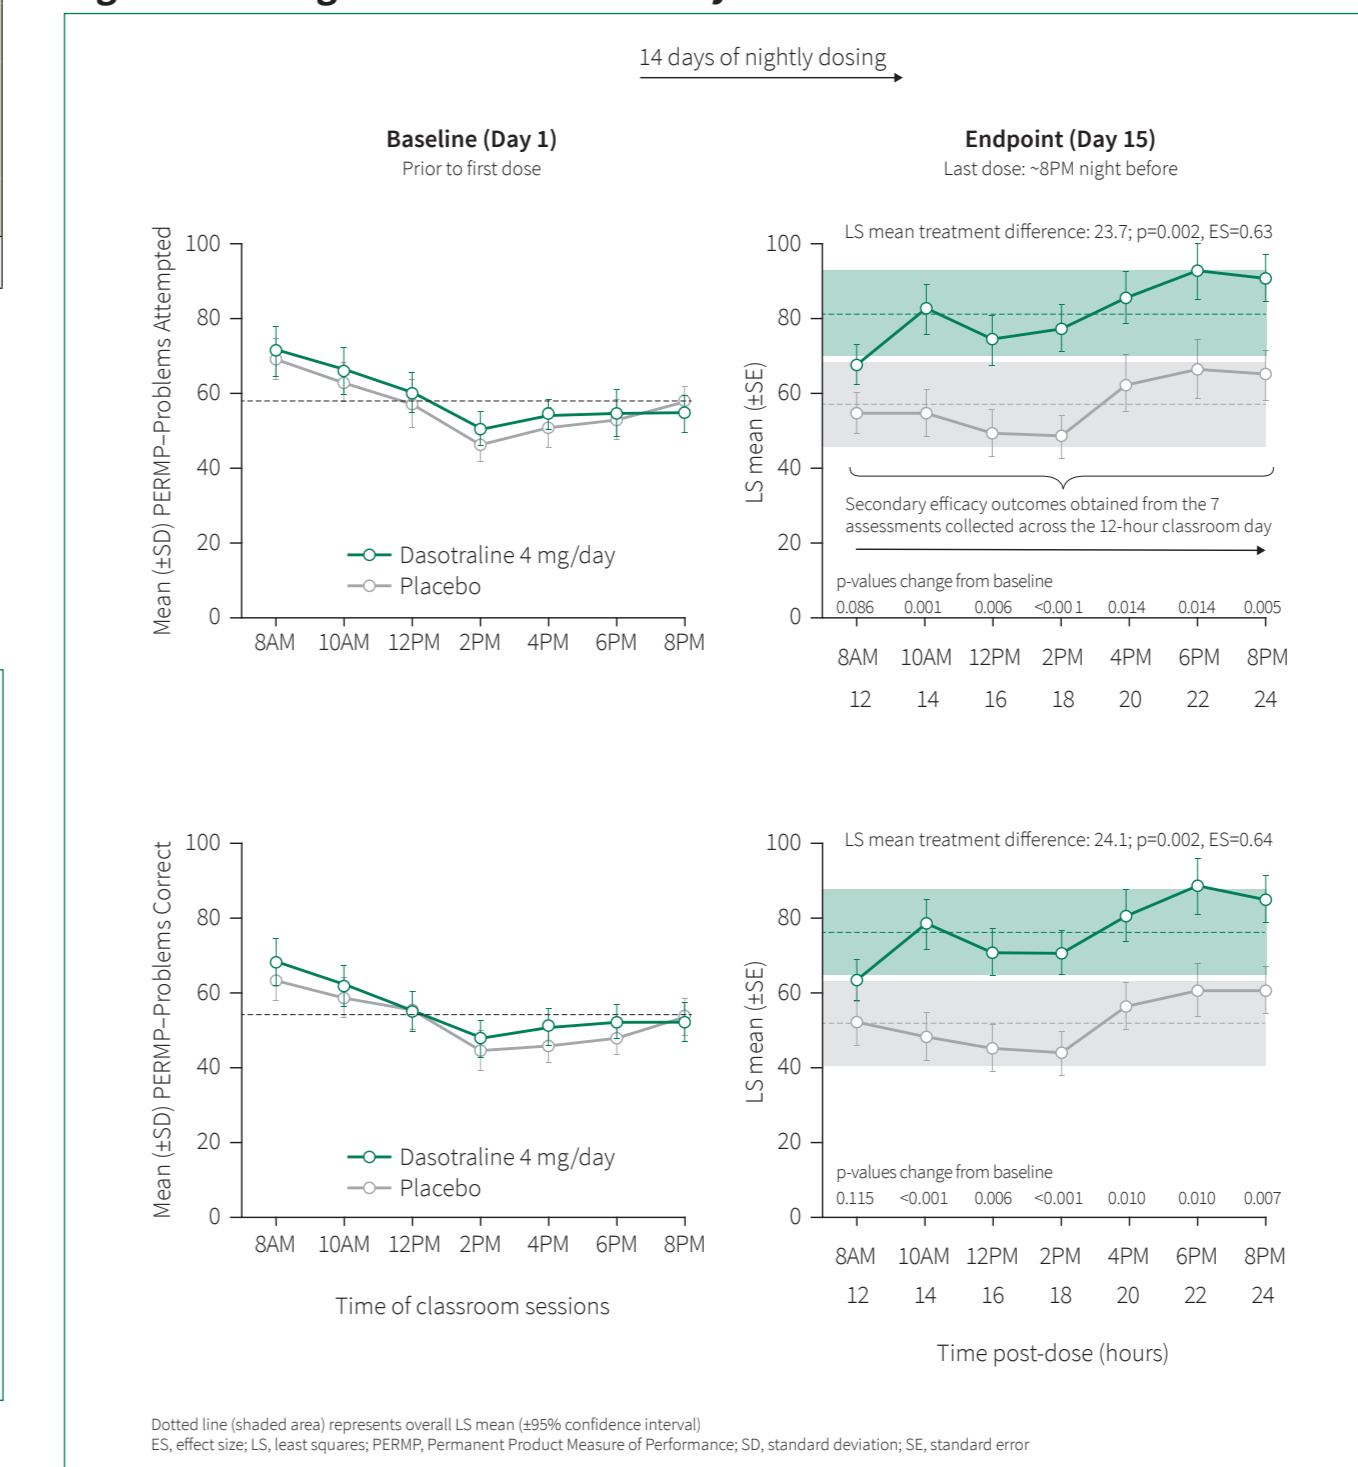 14 days of nightly dosing
Baseline (Day 1)
Prior to first dose
Endpoint (Day 15)
Last dose: ~8PM night before
Mean (±SD) PERMP–Problems Attempted
100
80
60
40
20
0
Dasotraline 4 mg/day
Placebo
8AM 10AM 12PM 2PM 4PM 6PM 8PM
LS mean (±SE)
100
80
60
40
20
0
LS mean treatment difference: 23.7; p=0.002, ES=0.63
Secondary efficacy outcomes obtained from the 7
assessments collected across the 12-hour classroom day
p-values change from baseline
0.086 0.001 0.006 <0.001 0.014 0.014 0.005
8AM 10AM 12PM 2PM 4PM 6PM 8PM
12 14 16 18 20 22 24
Mean (±SD) PERMP–Problems Correct
100
80
60
40
20
0
Dasotraline 4 mg/day
Placebo
8AM 10AM 12PM 2PM 4PM 6PM 8PM
Time of classroom sessions
LS mean (±SE)
100
80
60
40
20
0
LS mean treatment difference: 24.1; p=0.002, ES=0.64
p-values change from baseline
0.115 <0.001 0.006 <0.001 0.010 0.010 0.007
8AM 10AM 12PM 2PM 4PM 6PM 8PM
12 14 16 18 20 22 24
Time post-dose (hours)
Dotted line (shaded area) represents overall LS mean (±95% confidence interval)
ES, effect size; LS, least squares; PERMP, Permanent Product Measure of Performance; SD, standard deviation; SE, standard error